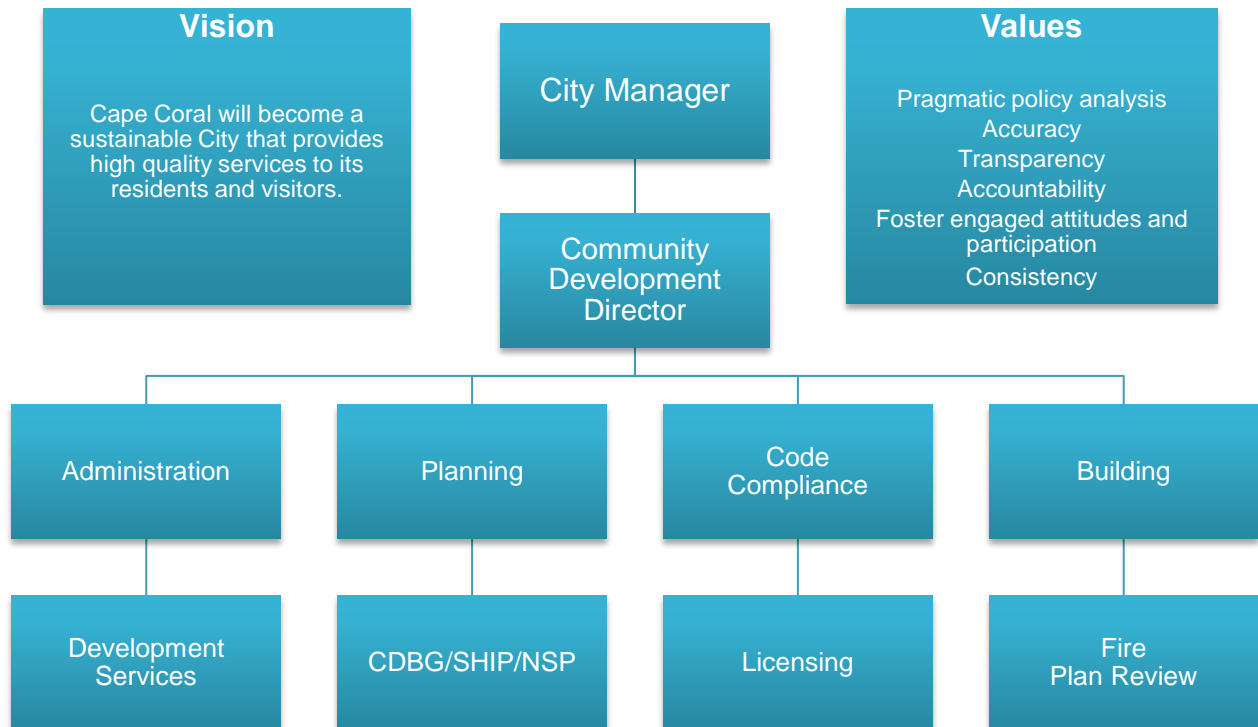 Vision
Cape Coral will become a
sustainable City that provides
high quality services to its
residents and visitors.
City Manager
Values
Pragmatic policy analysis
Accuracy
Transparency
Accountability
Foster engaged attitudes and
participation
Consistency
Community
Development
Director
Administration
Planning
Code
Compliance
Building
Development
Services
CDBG/SHIP/NSP
Licensing
Fire
Plan Review